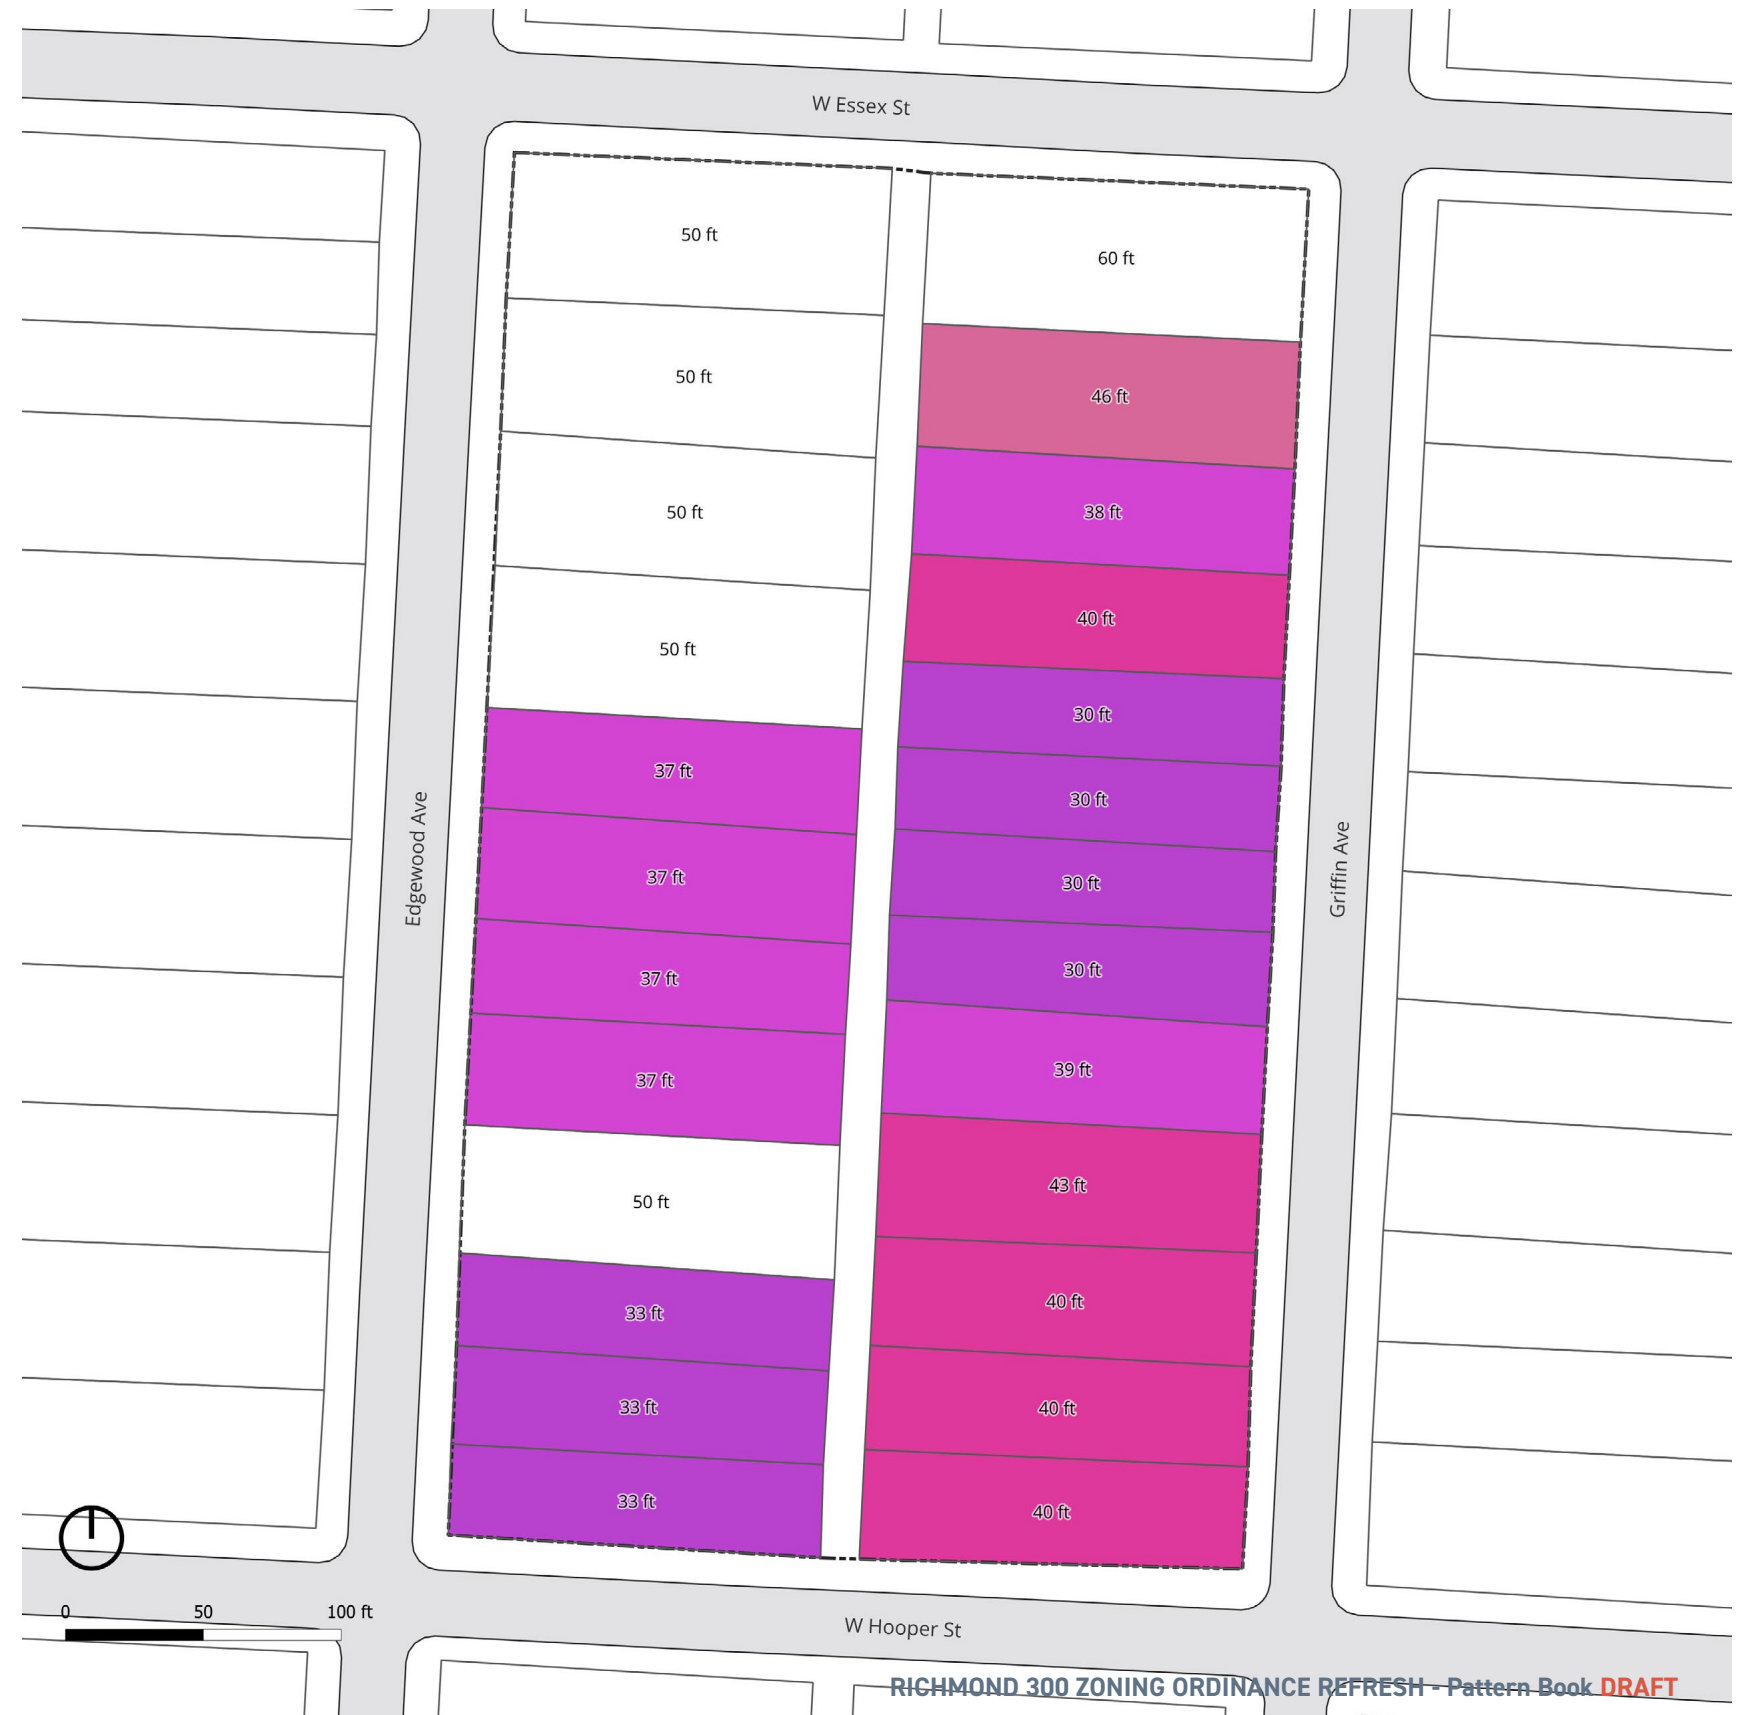 W Essex St
50 ft
60 ft
50 ft
46 ft
50 ft
38 ft
40 ft
50 ft
30 ft
37 ft
30 ft
37 ft
30 ft
37 ft
30 ft
37 ft
39 ft
50 ft
43 ft
33 ft
40 ft
33 ft
40 ft
33 ft
40 ft
Edgewood Ave
Griffin Ave
0 50 100 ft
W Hooper St
RICHMOND 300 ZONING ORDINANCE REFRESH - Pattern Book DRAFT